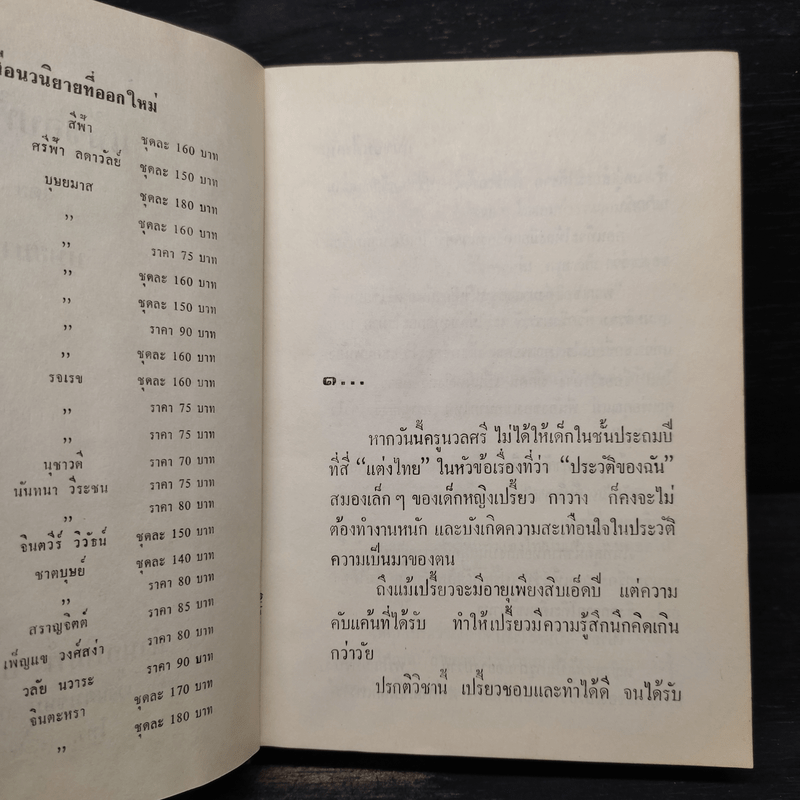 อนวนิยายที่ออกใหม่
สีฟ้า ชุดละ 160 บาท
ศรีฟ้า ลดาวัลย์ ชุดละ 150 บาท
บุษยมาส ชุดละ 180 บาท
,, ชุดละ 160 บาท
,, ราคา 75 บาท
,, ชุดละ 160 บาท
,, ชุดละ 150 บาท
,, ราคา 90 บาท
,, ชุดละ 160 บาท
รจเรข ชุดละ 160 บาท
,, ราคา 75 บาท
,, ราคา 75 บาท
นุชาวดี ราคา 70 บาท
นันทนา วีระชน ราคา 75 บาท
,, ราคา 80 บาท
จินตวีร์ วิวัธน์ ชุดละ 150 บาท
ชาตบุษย์ ชุดละ 140 บาท
,, ราคา 80 บาท
สราญจิตต์ ราคา 85 บาท
เพ็ญแข วงศ์สง่า ราคา 80 บาท
วลัย นวาระ ราคา 90 บาท
จินตะหรา ชุดละ 170 บาท
,, ชุดละ 180 บาท
๑...
หากวันนี้ครูนวลศรี ไม่ได้ให้เด็กในชั้นประถมปี
ที่สี่ “แต่งไทย” ในหัวข้อเรื่องที่ว่า “ประวัติของฉัน”
สมองเล็กๆ ของเด็กหญิงเปรี้ยว กาวาง ก็คงจะไม่
ต้องทำงานหนัก และบังเกิดความสะเทือนใจในประวัติ
ความเป็นมาของตน
ถึงแม้เปรี้ยวจะมีอายุเพียงสิบเอ็ดปี แต่ความ
คับแค้นที่ได้รับ ทำให้เปรี้ยวมีความรู้สึกนึกคิดเกิน
กว่าวัย
ปรกติวิชานี้ เปรี้ยวชอบและทำได้ดี จนได้รับ